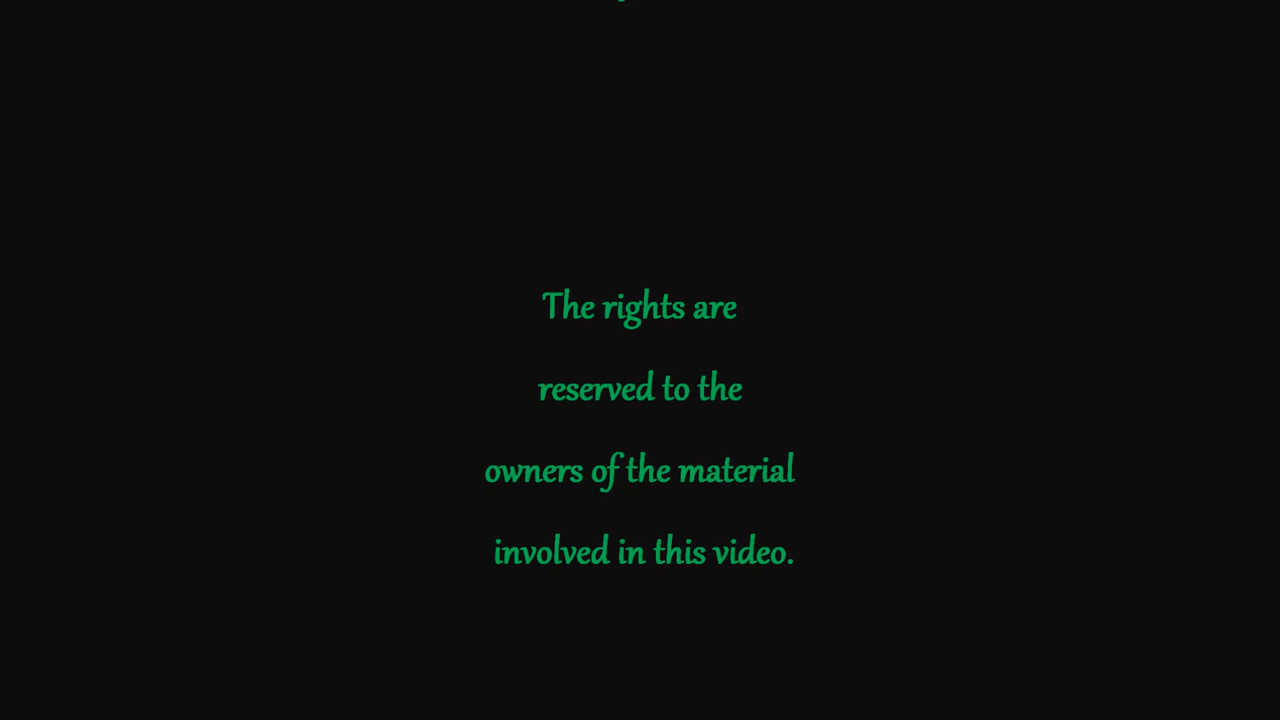 The rights are
reserved to the
owners of the material
involved in this video.